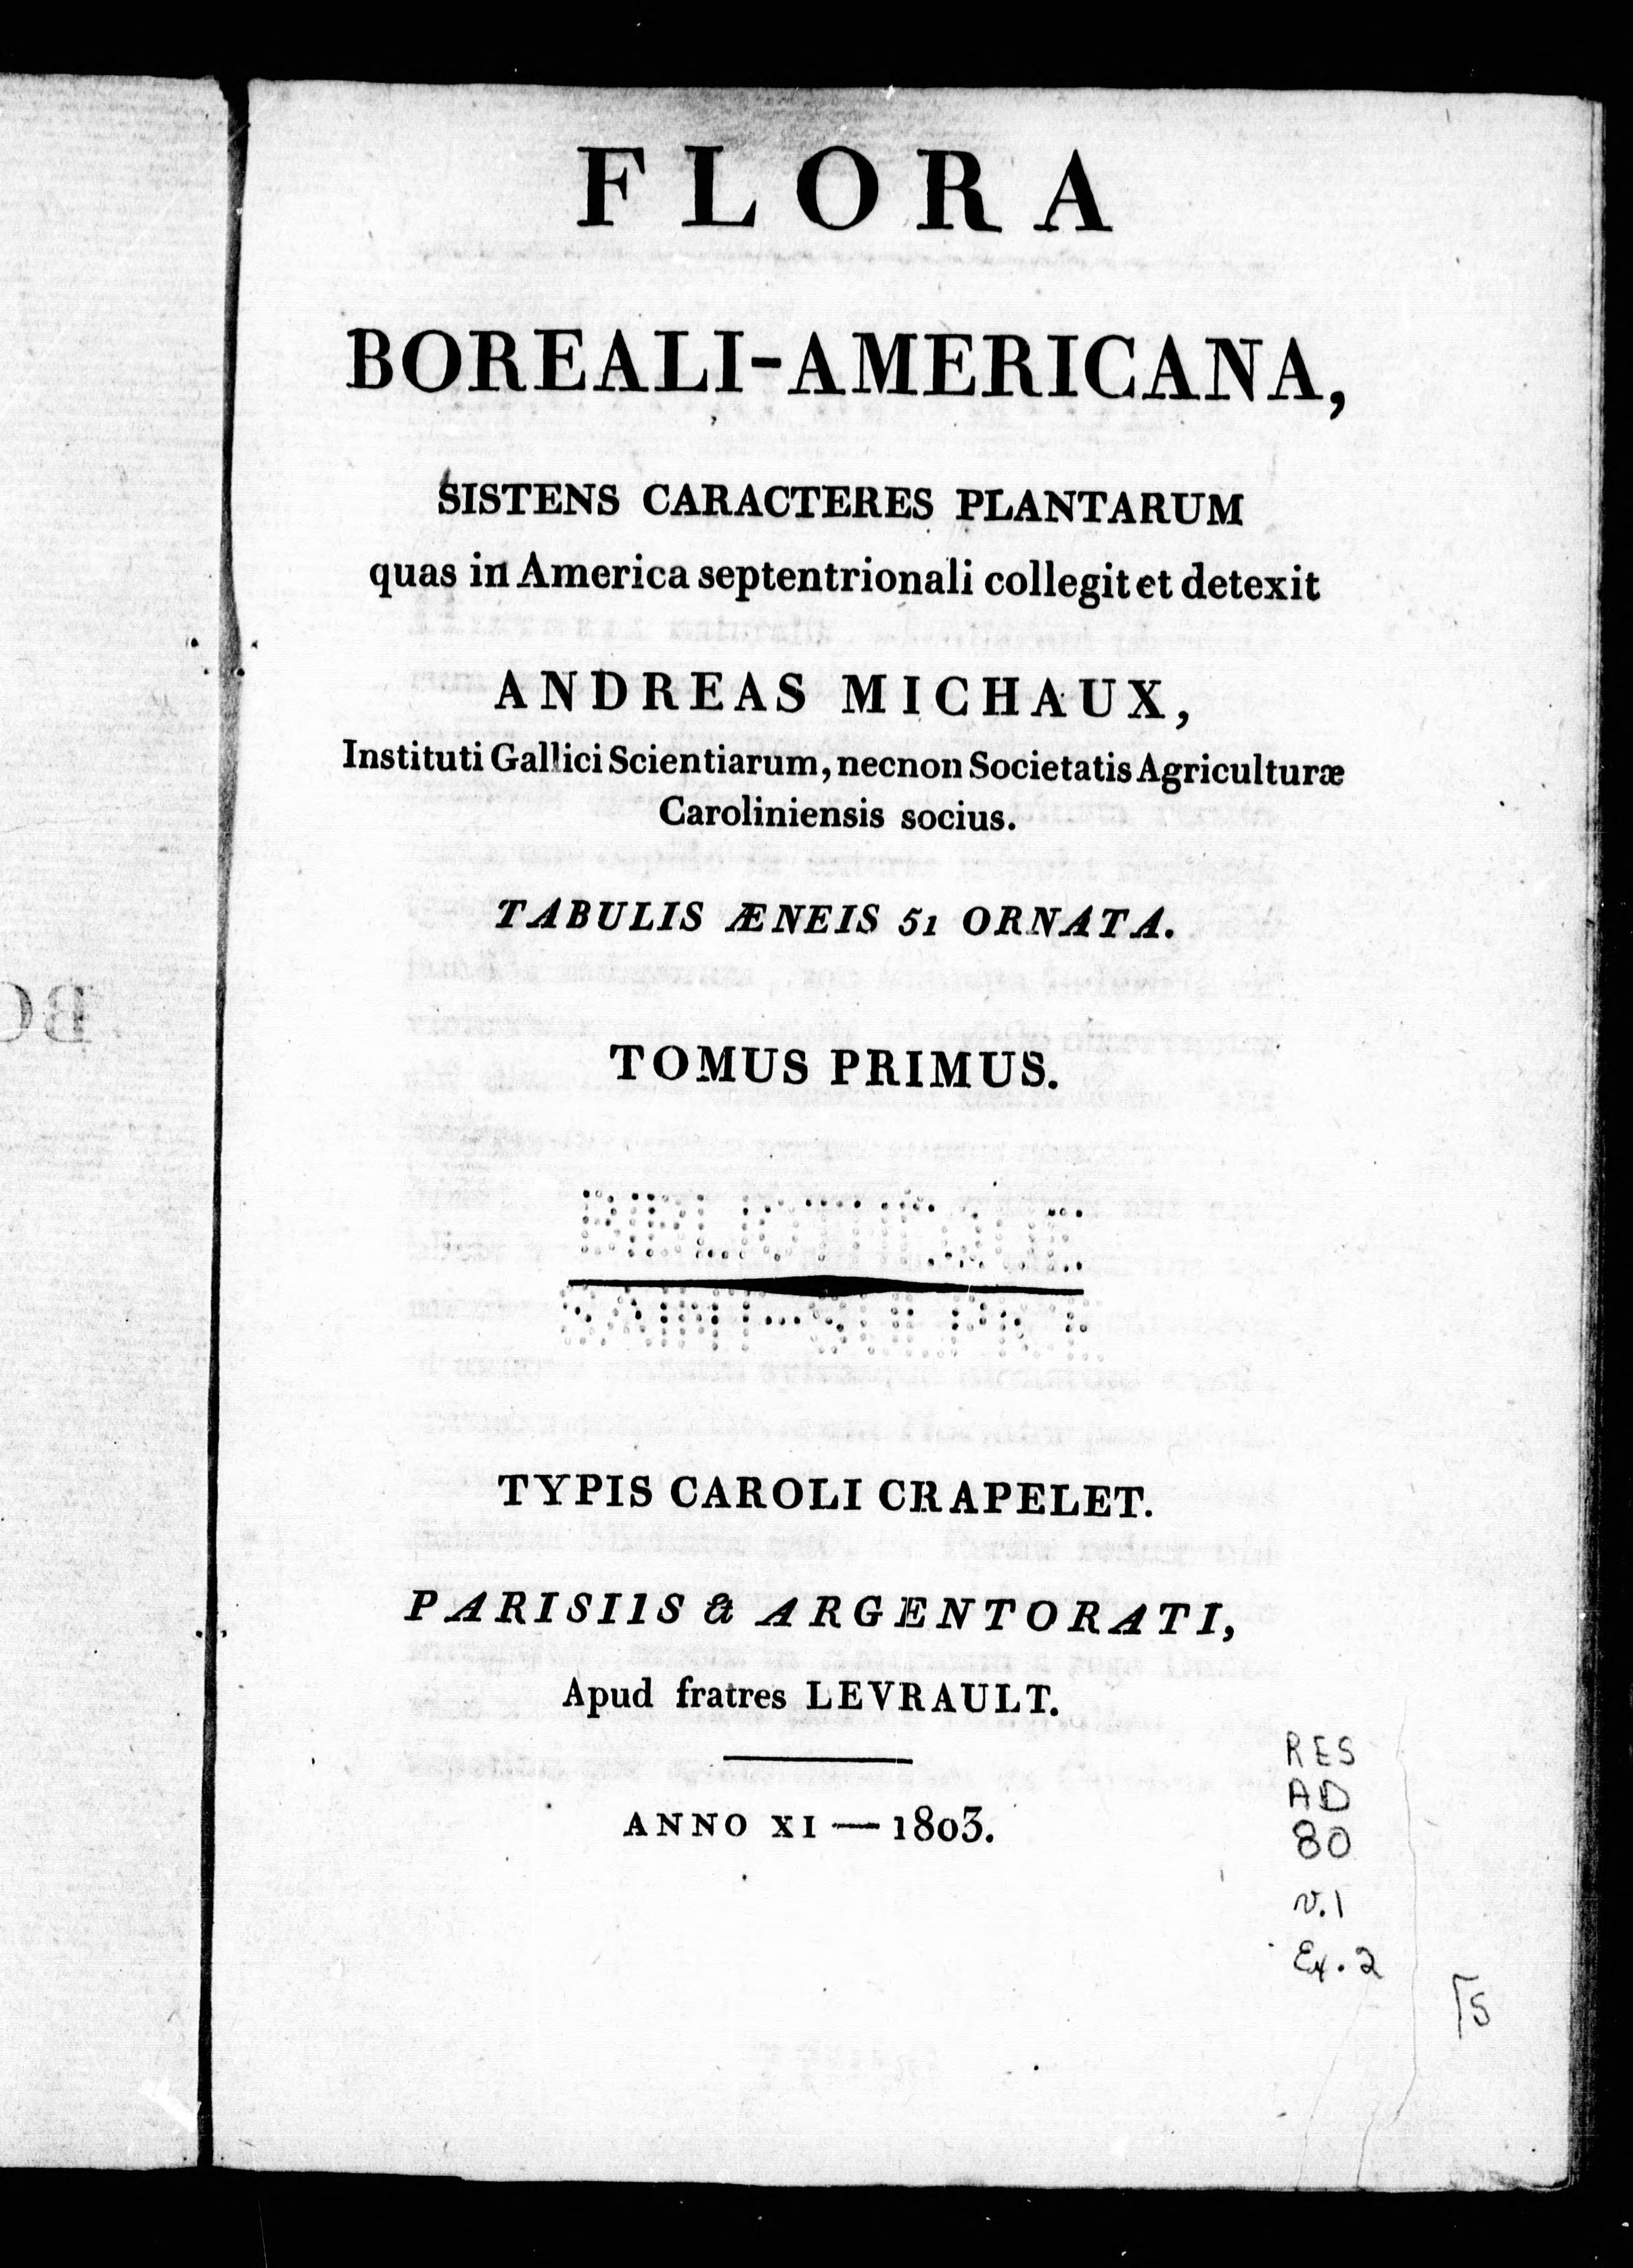 FLORA
BOREALI-AMERICANA,
SISTENS CARACTERES PLANTARUM
quas in America septentrionali collegit et detexit
ANDREAS MICHAUX,
Instituti Gallici Scientiarum, necnon Societatis Agriculturæ
Caroliniensis socius.
TABULIS ÆNEIS 51 ORNATA.
TOMUS PRIMUS.
TYPIS CAROLI CRAPELET.
PARISIIS & ARGENTORATI,
Apud fratres LEVRAULT.
ANNO XI — 1803.
RES
AD
80
v.1
Ex. 2